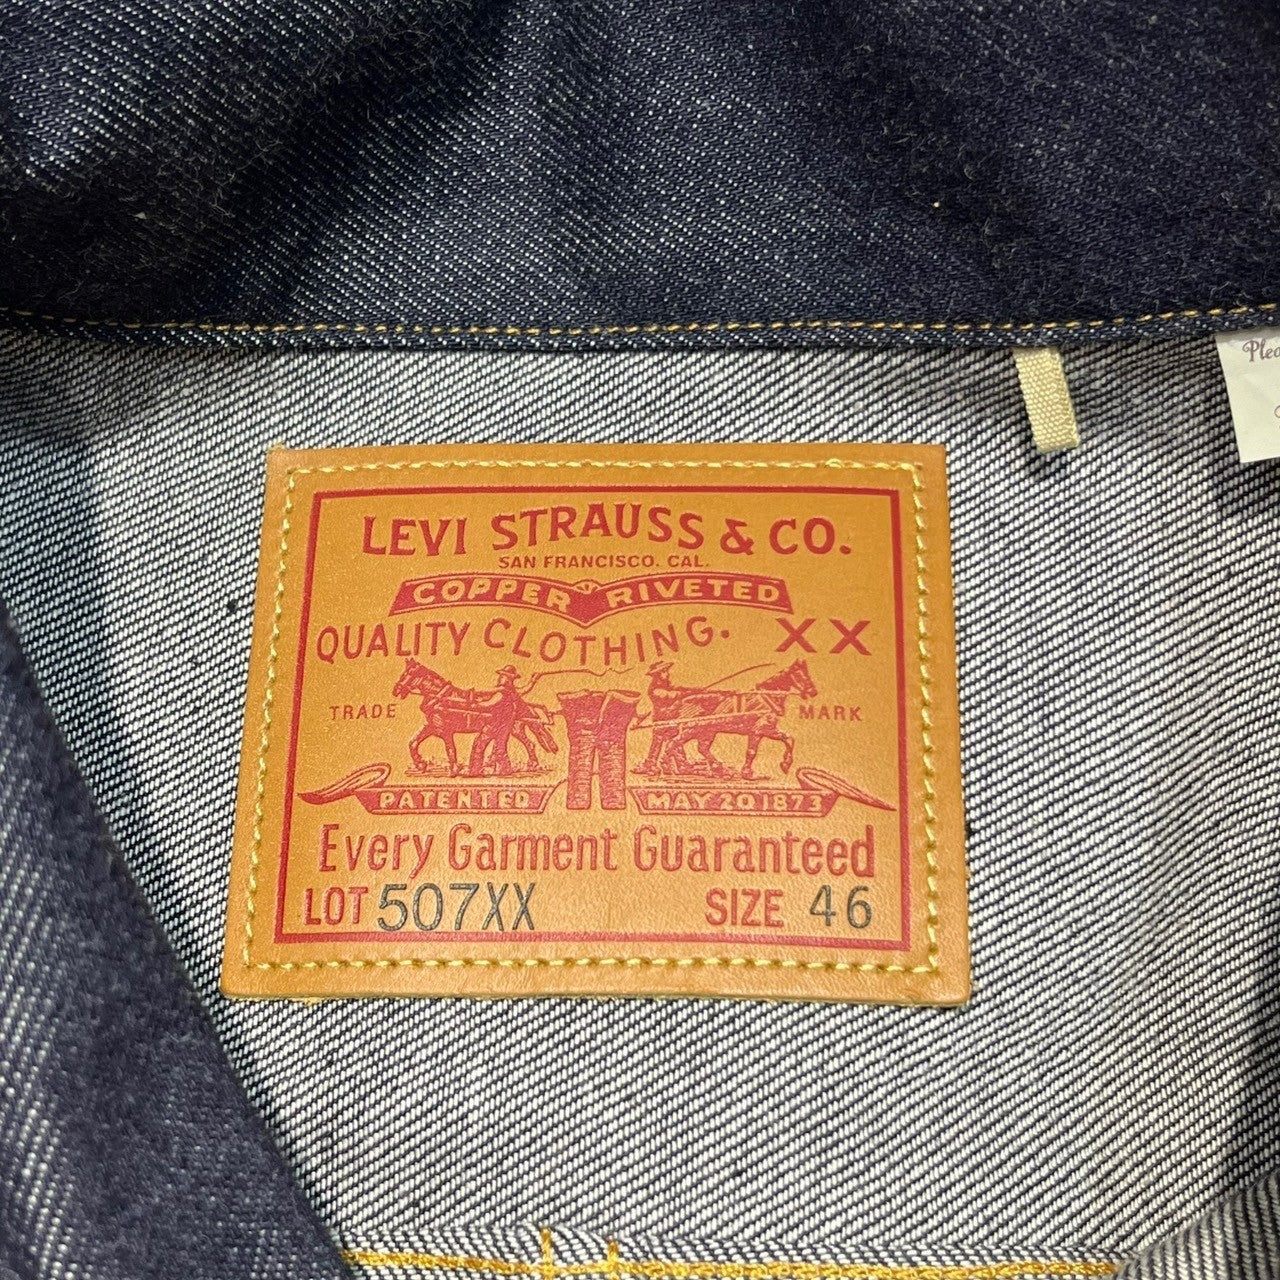 LEVI STRAUSS & CO.
SAN FRANCISCO. CAL.
COPPER RIVETED
QUALITY CLOTHING. XX
TRADE MARK
PATENTED MAY 20 1873
Every Garment Guaranteed
LOT 507XX SIZE 46